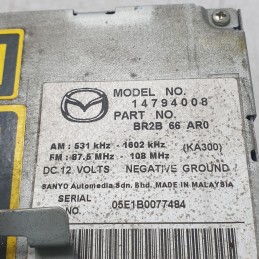 MODEL NO.
14794008
PART NO.
BR2B 66 AR0
AM : 531 kHz - 1602 kHz (KA300)
FM : 87.5 MHz - 108 MHz
DC 12 VOLTS NEGATIVE GROUND
SANYO Automedia Sdn. Bhd. MADE IN MALAYSIA
SERIAL NO. 05E1B0077484